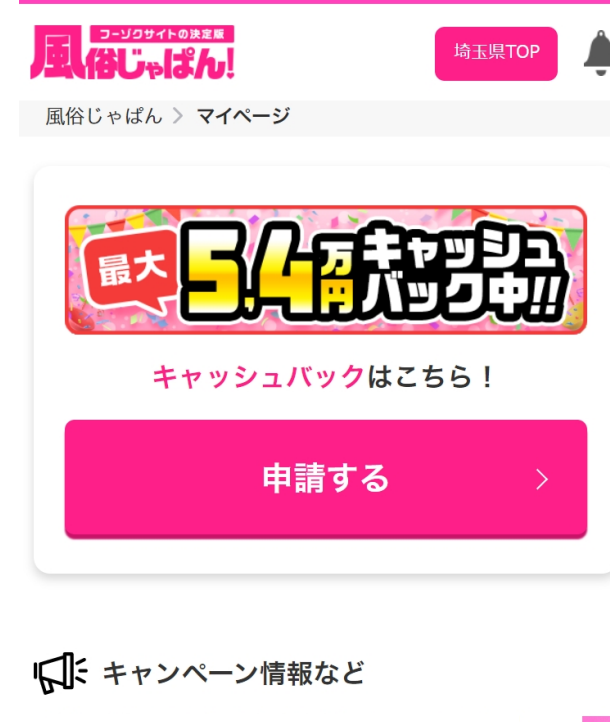 フーゾクサイトの決定版
風俗じゃぱん!
埼玉県TOP
風俗じゃぱん > マイページ
最大5.4万円キャッシュバック中!!
キャッシュバックはこちら！
申請する
キャンペーン情報など